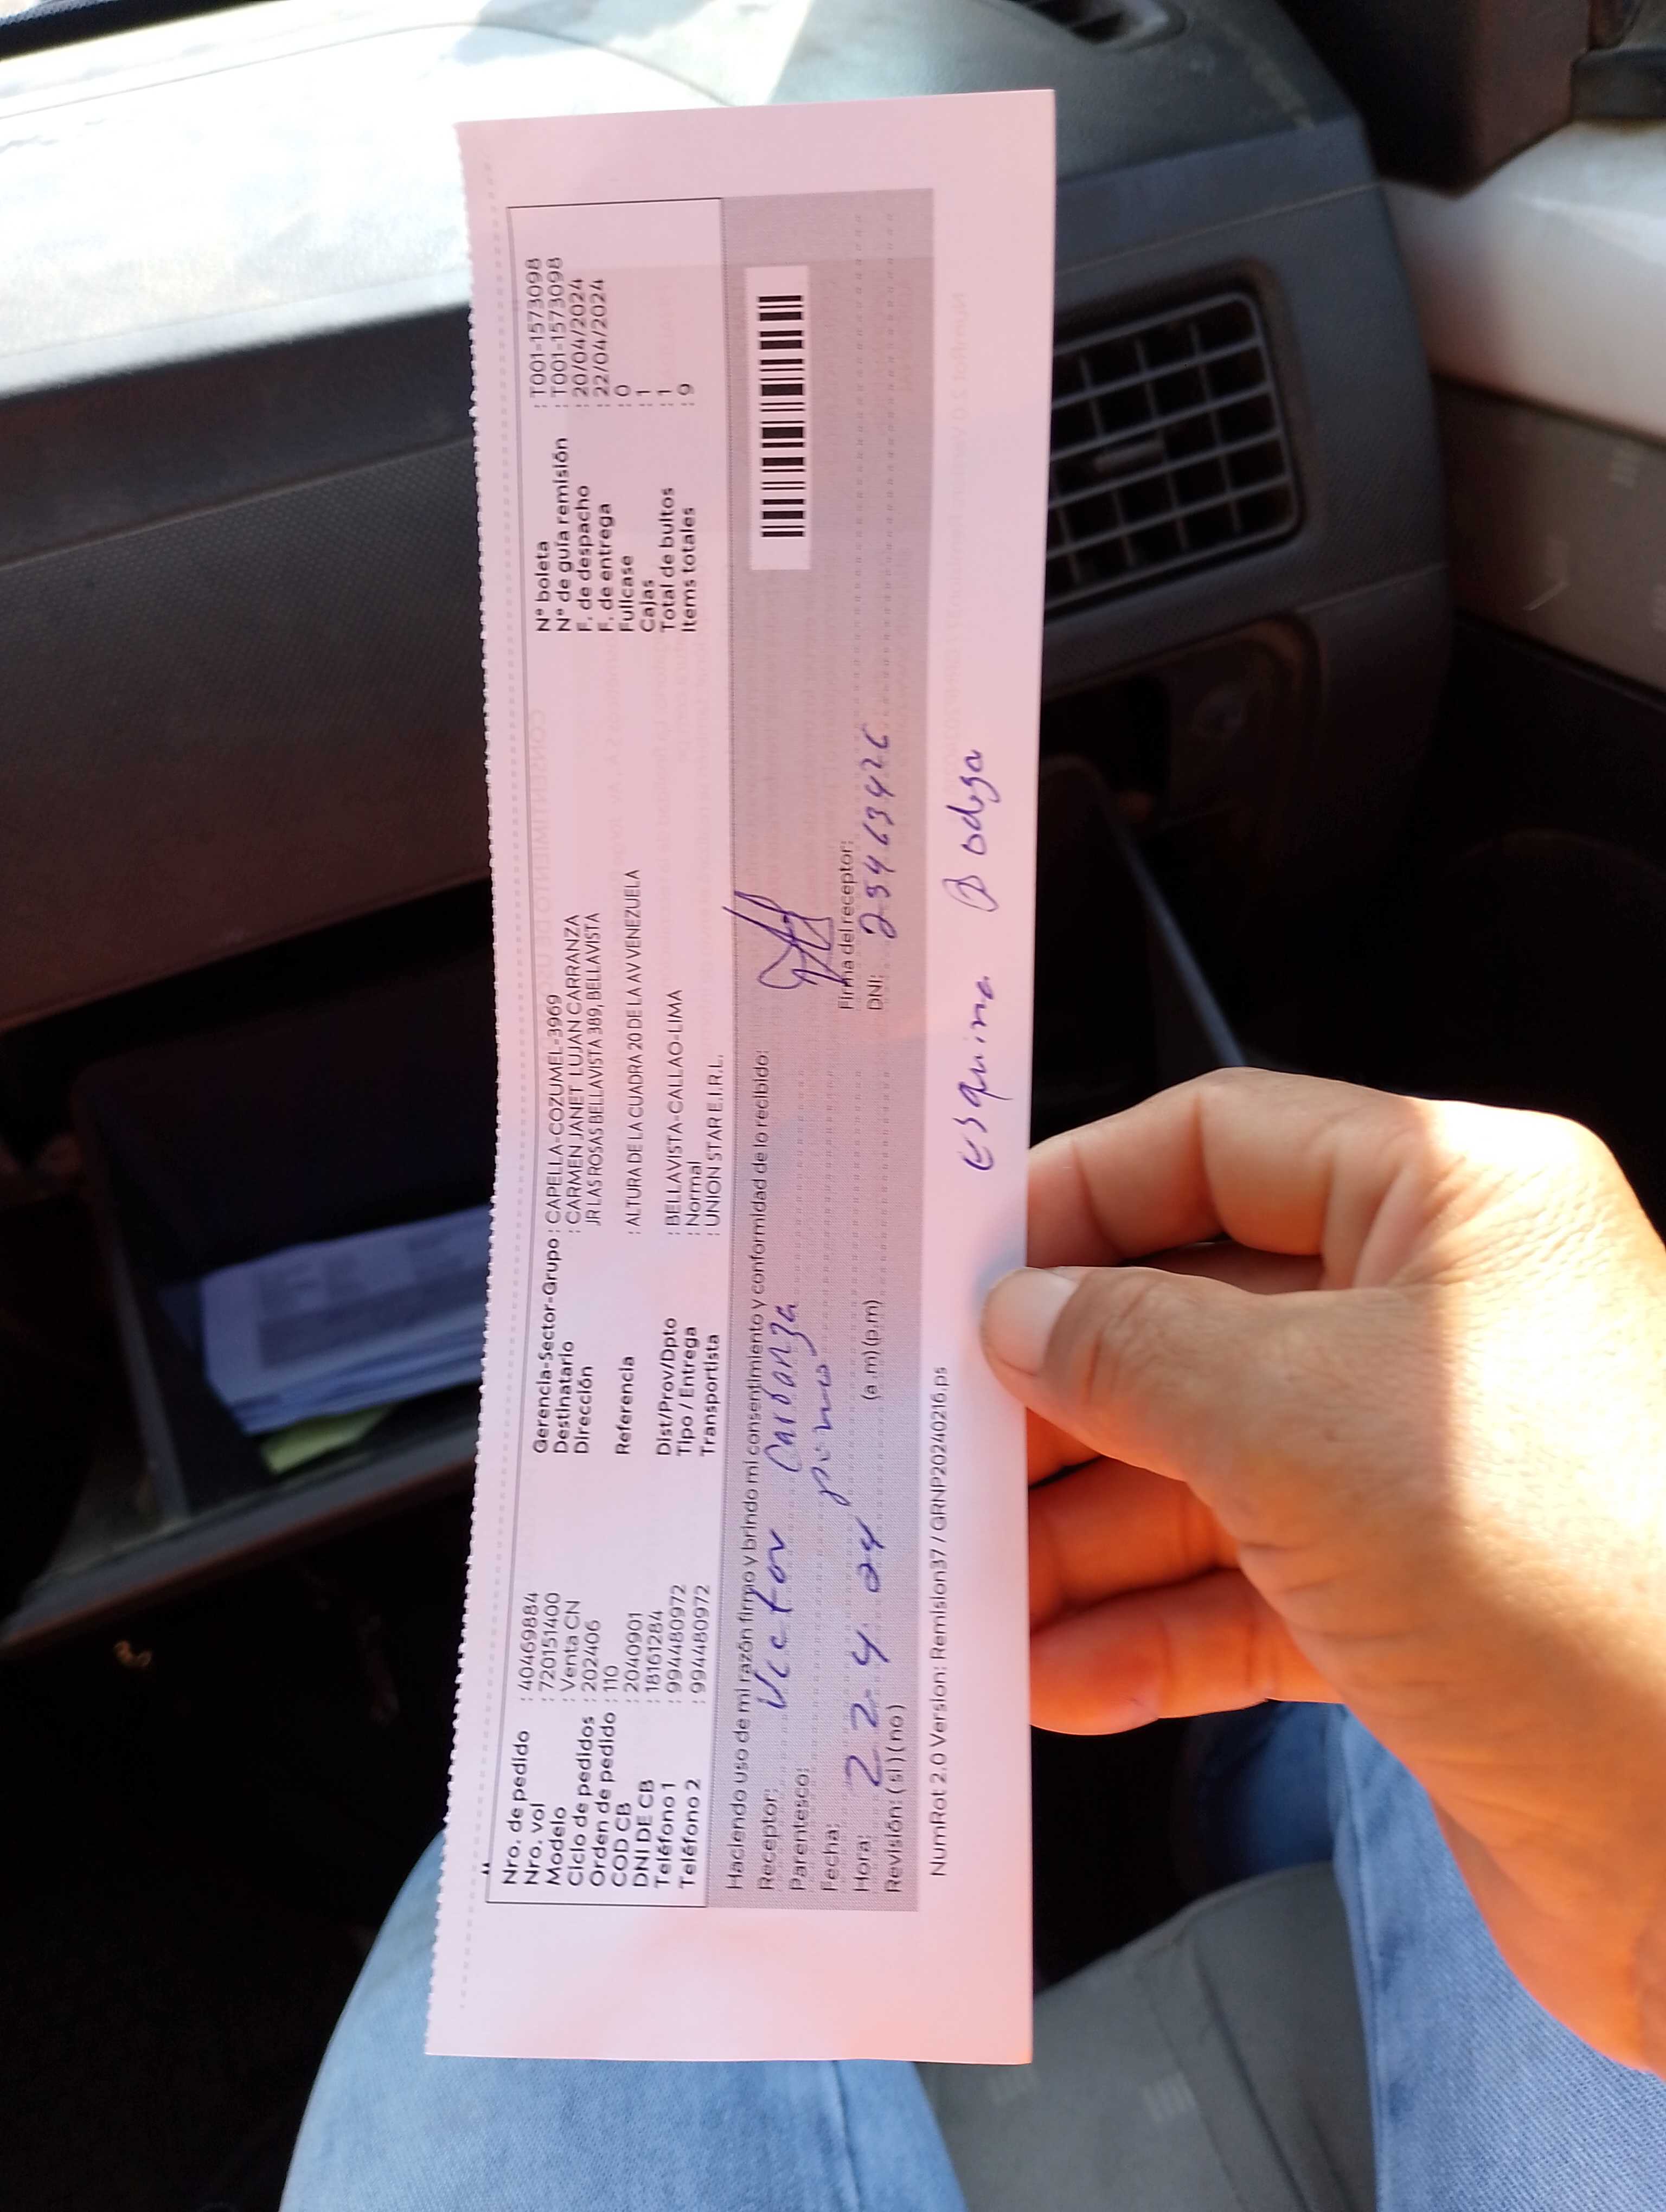 Nro. de pedido : 40469884
Nro. vol : 720151400
Modelo : Venta CN
Ciclo de pedidos : 202406
Orden de pedido : 110
COD CB : 2040901
DNI DE CB : 18161284
Teléfono 1 : 994480972
Teléfono 2 : 994480972
Gerencia-Sector-Grupo : CAPELLA-COZUMEL-3969
Destinatario : CARMEN JANET LUJAN CARRANZA
Dirección JR LAS ROSAS BELLAVISTA 389, BELLAVISTA
Referencia : ALTURA DE LA CUADRA 20 DE LA AV VENEZUELA
Dist/Prov/Dpto : BELLAVISTA-CALLAO-LIMA
Tipo / Entrega : Normal
Transportista : UNION STAR E.I.R.L.
N° boleta : T001-1573098
N° de guía remisión : T001-1573098
F. de despacho : 20/04/2024
F. de entrega : 22/04/2024
Fullcase : 0
Cajas : 1
Total de bultos : 1
Items totales : 9
Haciendo uso de mi razón firmo y brindo mi consentimiento y conformidad de lo recibido:
Receptor: Victor Carranza
Parentesco: primo
Fecha: 22-4-24
Hora: (a.m) (p.m)
Revisión: (si) (no)
Firma del receptor:
DNI: 25463426
NumRot 2.0 Version: Remision37 / GRNP20240216.ps
esquina Bodega